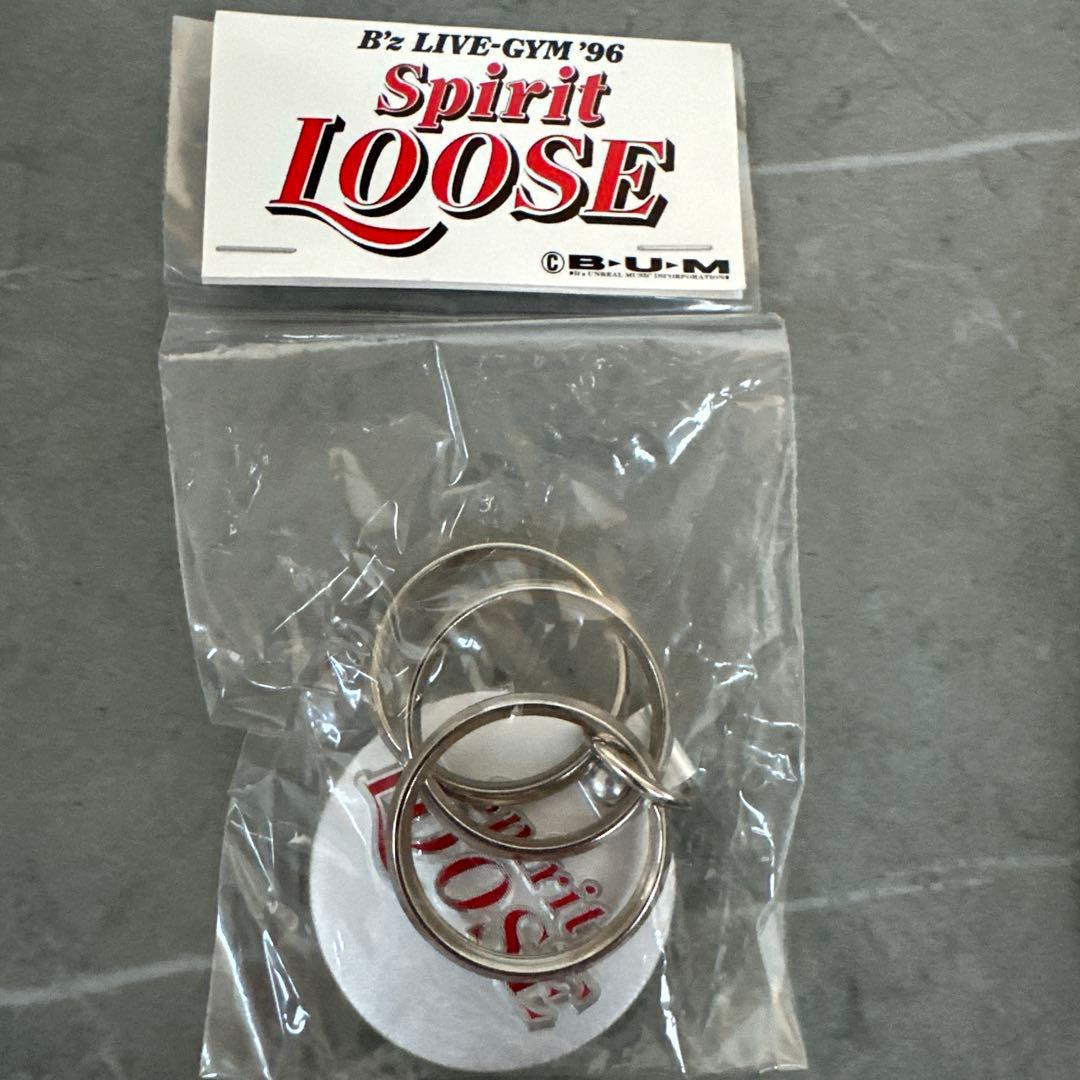 B'z LIVE-GYM '96
Spirit
LOOSE
©B▸U▸M
B'z UNREAL MUSIC INCORPORATION
Spirit
LOOSE